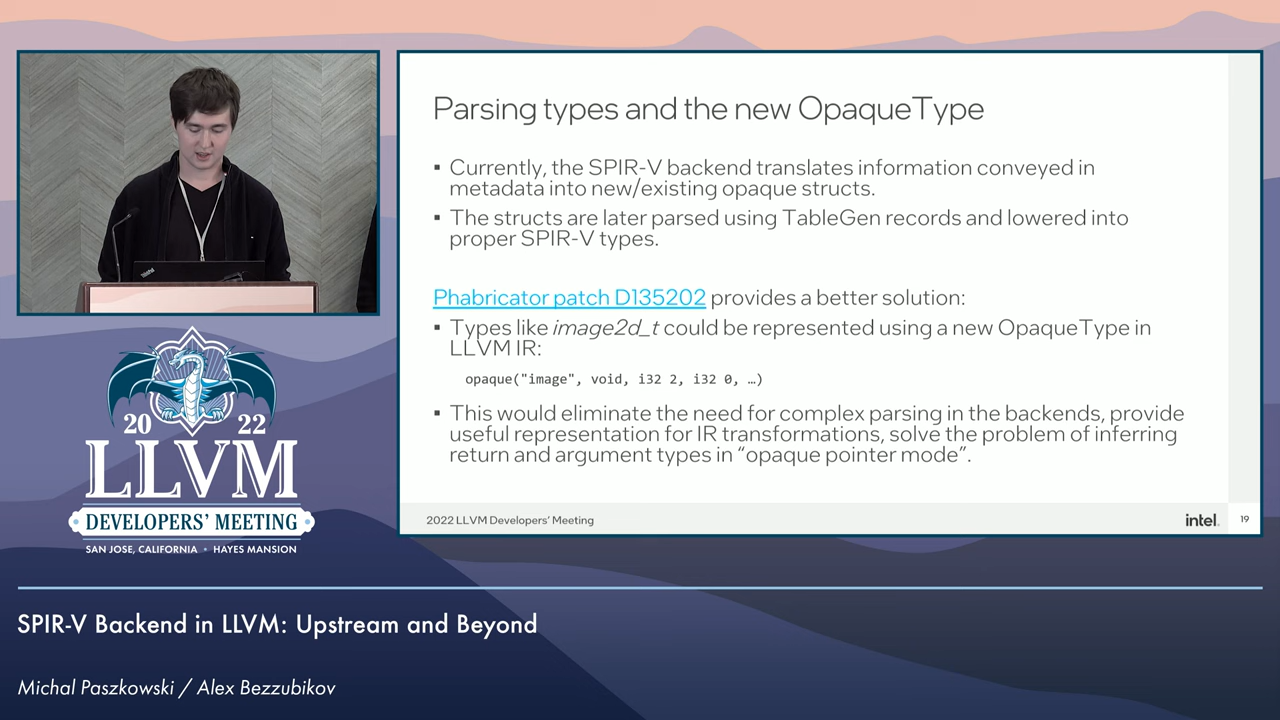 Parsing types and the new OpaqueType
▪ Currently, the SPIR-V backend translates information conveyed in
metadata into new/existing opaque structs.
▪ The structs are later parsed using TableGen records and lowered into
proper SPIR-V types.
Phabricator patch D135202 provides a better solution:
▪ Types like image2d_t could be represented using a new OpaqueType in
LLVM IR:
opaque("image", void, i32 2, i32 0, …)
▪ This would eliminate the need for complex parsing in the backends, provide
useful representation for IR transformations, solve the problem of inferring
return and argument types in “opaque pointer mode”.
2022 LLVM Developers’ Meeting
intel.
19
ThinkPad
20 22
LLVM
DEVELOPERS’ MEETING
SAN JOSE, CALIFORNIA • HAYES MANSION
SPIR-V Backend in LLVM: Upstream and Beyond
Michal Paszkowski / Alex Bezzubikov